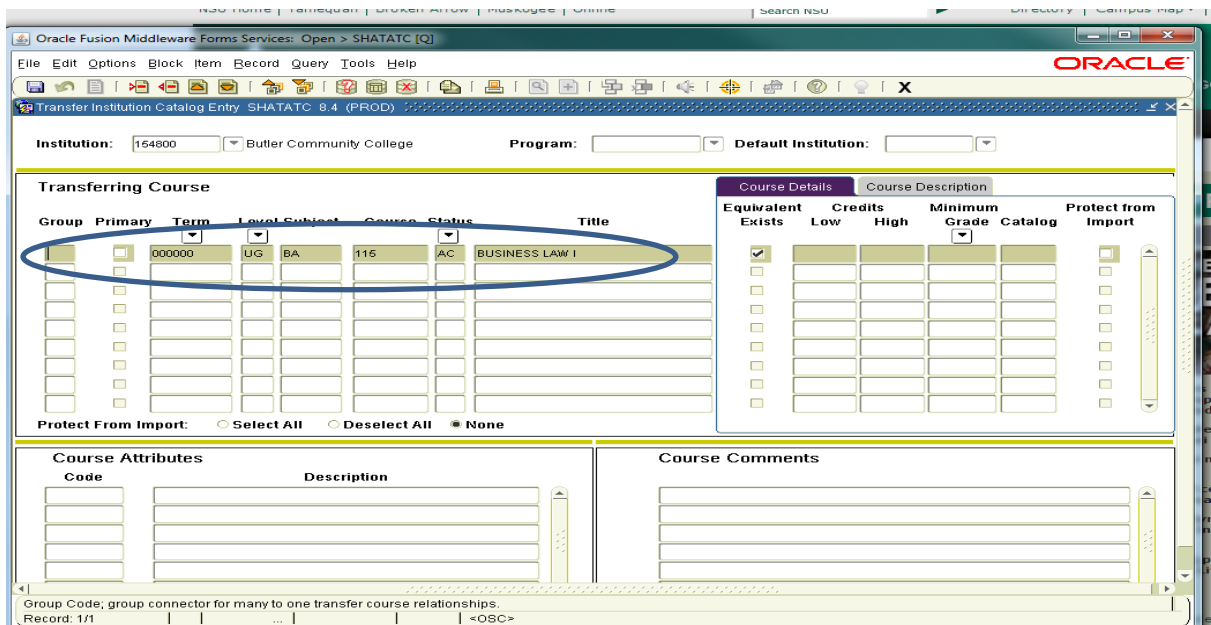 NSU Home | Tahlequah | Broken Arrow | Muskogee | Online Search NSU Directory | Campus Map
Oracle Fusion Middleware Forms Services: Open > SHATATC [Q]
File Edit Options Block Item Record Query Tools Help ORACLE
Transfer Institution Catalog Entry SHATATC 8.4 (PROD)
Institution: 154800 Butler Community College Program: Default Institution:
Transferring Course Course Details Course Description
Equivalent Credits Minimum Protect from
Group Primary Term Level Subject Course Status Title Exists Low High Grade Catalog Import
000000 UG BA 115 AC BUSINESS LAW I
Protect From Import: Select All Deselect All None
Course Attributes Course Comments
Code Description
Group Code; group connector for many to one transfer course relationships.
Record: 1/1 ... <OSC>